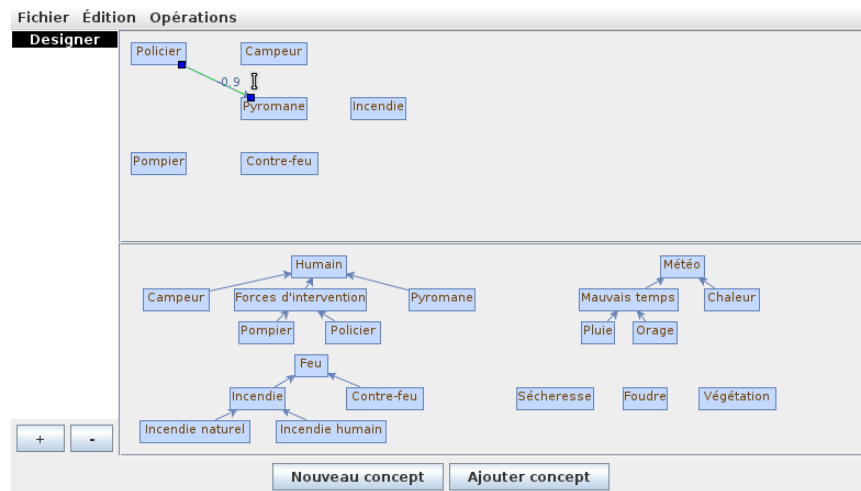 Fichier Édition Opérations
Designer
Policier Campeur
-0.9
Pyromane Incendie
Pompier Contre-feu
Humain Météo
Campeur Forces d'intervention Pyromane Mauvais temps Chaleur
Pompier Policier Pluie Orage
Feu
Incendie Contre-feu Sécheresse Foudre Végétation
Incendie naturel Incendie humain
+ -
Nouveau concept Ajouter concept